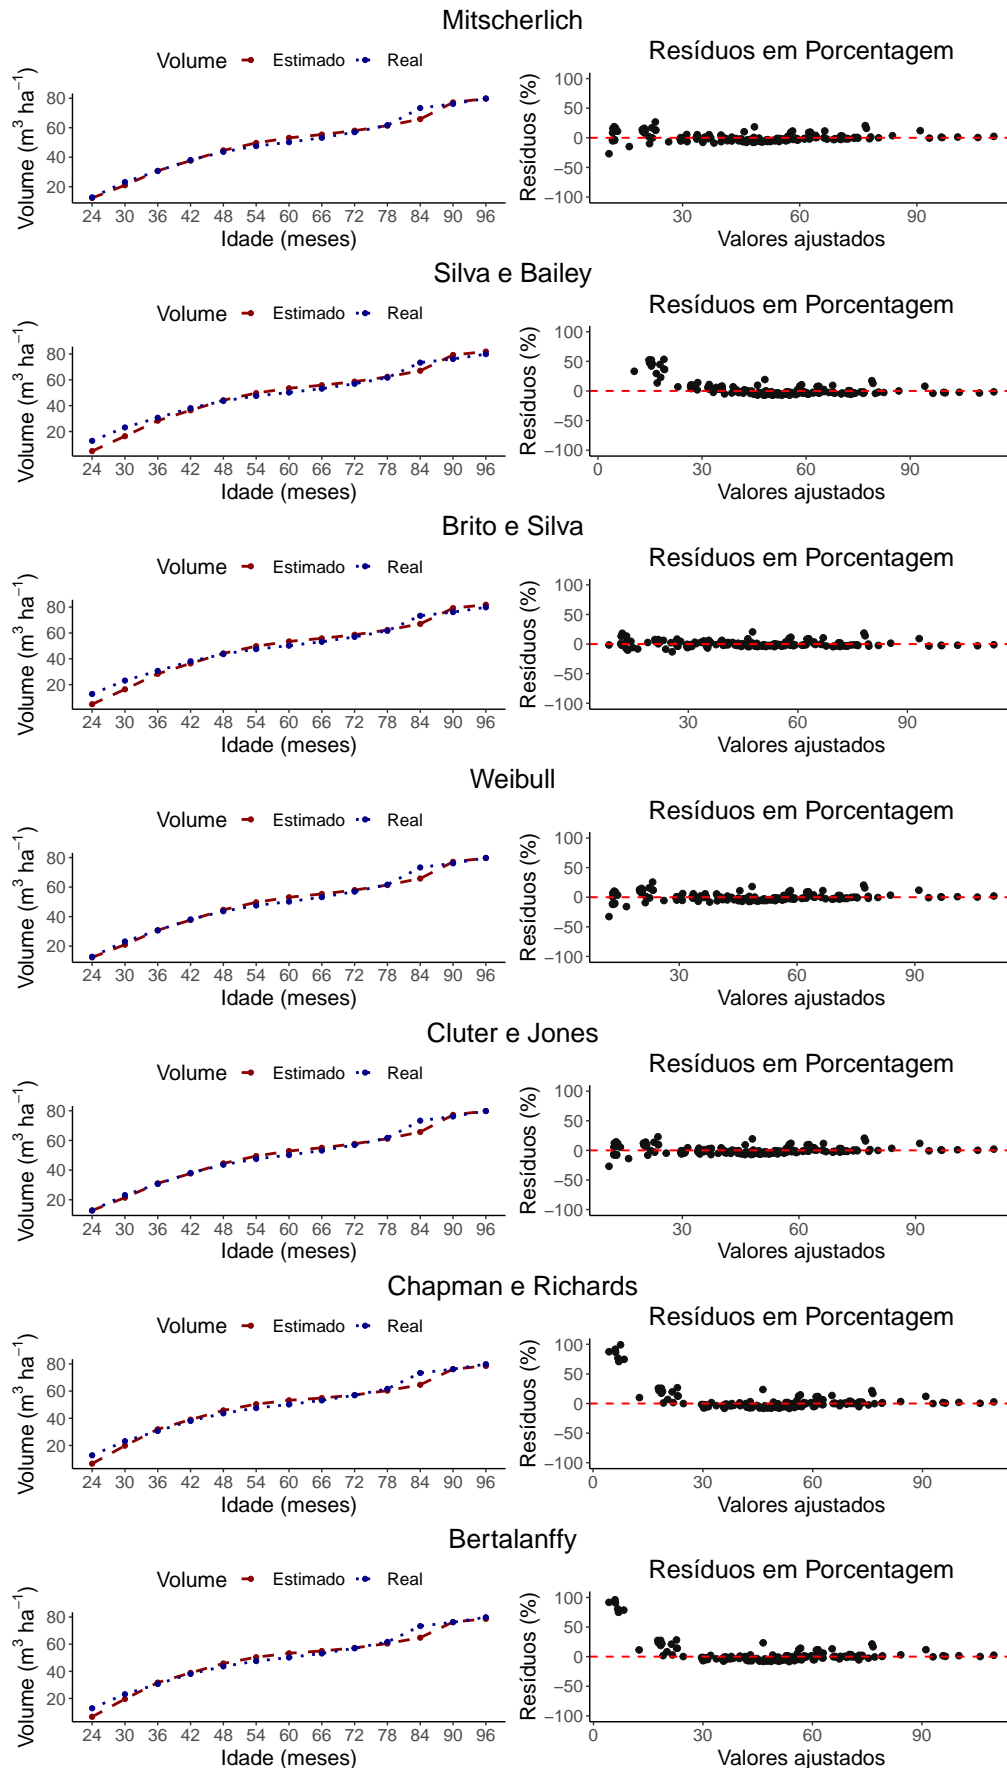 Mitscherlich
Volume Estimado Real
Volume (m³ ha⁻¹)
80
60
40
20
24 30 36 42 48 54 60 66 72 78 84 90 96
Idade (meses)
Resíduos em Porcentagem
Resíduos (%)
100
50
0
−50
−100
30 60 90
Valores ajustados
Silva e Bailey
Volume Estimado Real
Volume (m³ ha⁻¹)
80
60
40
20
24 30 36 42 48 54 60 66 72 78 84 90 96
Idade (meses)
Resíduos em Porcentagem
Resíduos (%)
100
50
0
−50
−100
0 30 60 90
Valores ajustados
Brito e Silva
Volume Estimado Real
Volume (m³ ha⁻¹)
80
60
40
20
24 30 36 42 48 54 60 66 72 78 84 90 96
Idade (meses)
Resíduos em Porcentagem
Resíduos (%)
100
50
0
−50
−100
30 60 90
Valores ajustados
Weibull
Volume Estimado Real
Volume (m³ ha⁻¹)
80
60
40
20
24 30 36 42 48 54 60 66 72 78 84 90 96
Idade (meses)
Resíduos em Porcentagem
Resíduos (%)
100
50
0
−50
−100
30 60 90
Valores ajustados
Cluter e Jones
Volume Estimado Real
Volume (m³ ha⁻¹)
80
60
40
20
24 30 36 42 48 54 60 66 72 78 84 90 96
Idade (meses)
Resíduos em Porcentagem
Resíduos (%)
100
50
0
−50
−100
30 60 90
Valores ajustados
Chapman e Richards
Volume Estimado Real
Volume (m³ ha⁻¹)
80
60
40
20
24 30 36 42 48 54 60 66 72 78 84 90 96
Idade (meses)
Resíduos em Porcentagem
Resíduos (%)
100
50
0
−50
−100
0 30 60 90
Valores ajustados
Bertalanffy
Volume Estimado Real
Volume (m³ ha⁻¹)
80
60
40
20
24 30 36 42 48 54 60 66 72 78 84 90 96
Idade (meses)
Resíduos em Porcentagem
Resíduos (%)
100
50
0
−50
−100
0 30 60 90
Valores ajustados